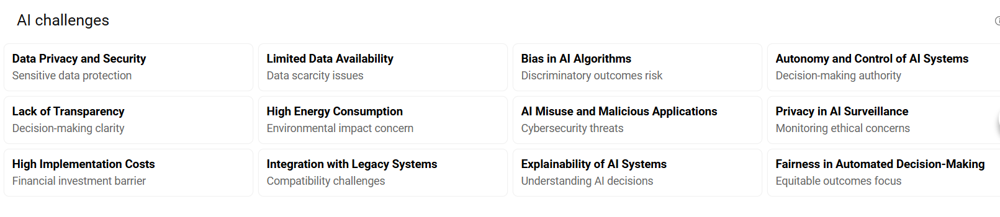 AI challenges
Data Privacy and Security
Sensitive data protection
Limited Data Availability
Data scarcity issues
Bias in AI Algorithms
Discriminatory outcomes risk
Autonomy and Control of AI Systems
Decision-making authority
Lack of Transparency
Decision-making clarity
High Energy Consumption
Environmental impact concern
AI Misuse and Malicious Applications
Cybersecurity threats
Privacy in AI Surveillance
Monitoring ethical concerns
High Implementation Costs
Financial investment barrier
Integration with Legacy Systems
Compatibility challenges
Explainability of AI Systems
Understanding AI decisions
Fairness in Automated Decision-Making
Equitable outcomes focus